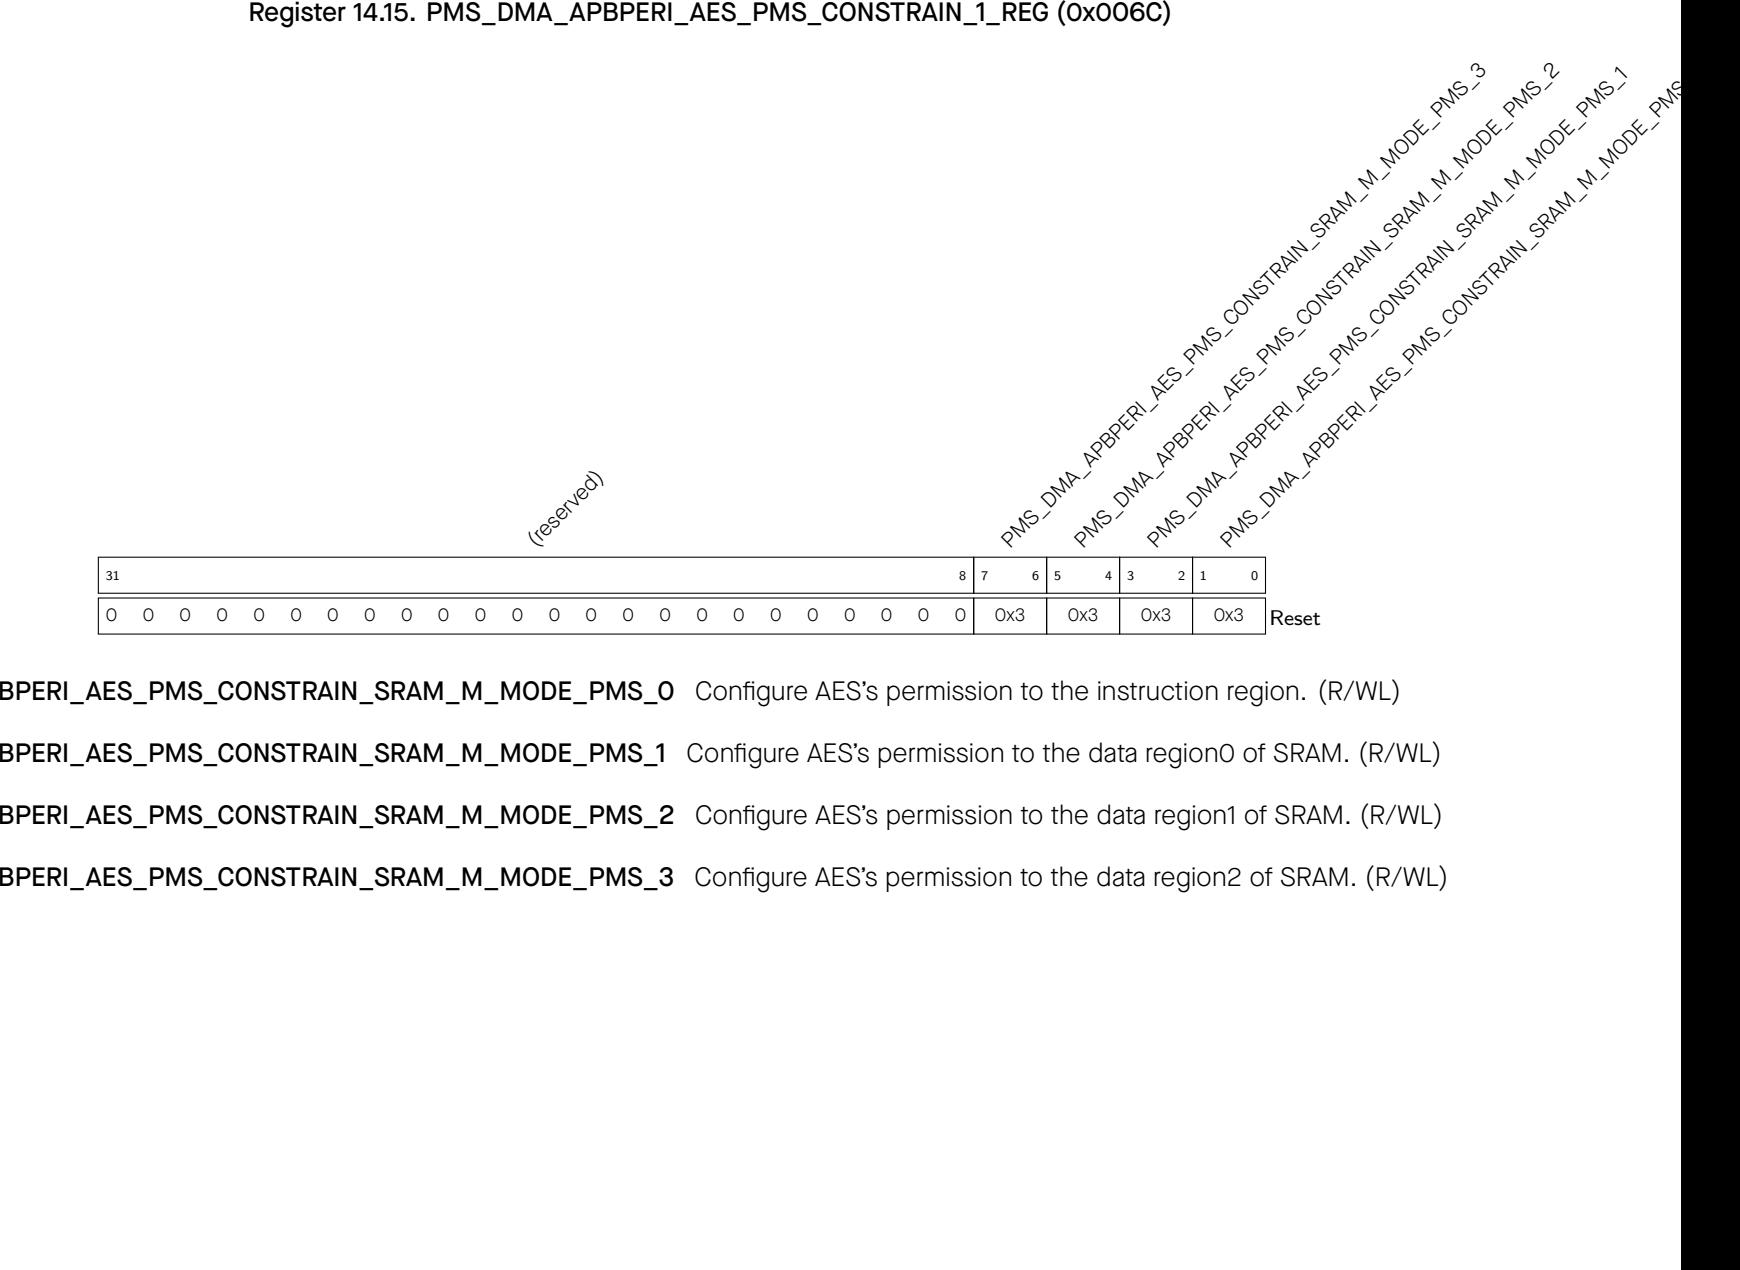 Register 14.15. PMS_DMA_APBPERI_AES_PMS_CONSTRAIN_1_REG (0x006C)
(reserved)
PMS_DMA_APBPERI_AES_PMS_CONSTRAIN_SRAM_M_MODE_PMS_3
PMS_DMA_APBPERI_AES_PMS_CONSTRAIN_SRAM_M_MODE_PMS_2
PMS_DMA_APBPERI_AES_PMS_CONSTRAIN_SRAM_M_MODE_PMS_1
PMS_DMA_APBPERI_AES_PMS_CONSTRAIN_SRAM_M_MODE_PMS
31 8 7 6 5 4 3 2 1 0
0 0 0 0 0 0 0 0 0 0 0 0 0 0 0 0 0 0 0 0 0 0 0 0 0x3 0x3 0x3 0x3 Reset
BPERI_AES_PMS_CONSTRAIN_SRAM_M_MODE_PMS_0 Configure AES's permission to the instruction region. (R/WL)
BPERI_AES_PMS_CONSTRAIN_SRAM_M_MODE_PMS_1 Configure AES's permission to the data region0 of SRAM. (R/WL)
BPERI_AES_PMS_CONSTRAIN_SRAM_M_MODE_PMS_2 Configure AES's permission to the data region1 of SRAM. (R/WL)
BPERI_AES_PMS_CONSTRAIN_SRAM_M_MODE_PMS_3 Configure AES's permission to the data region2 of SRAM. (R/WL)